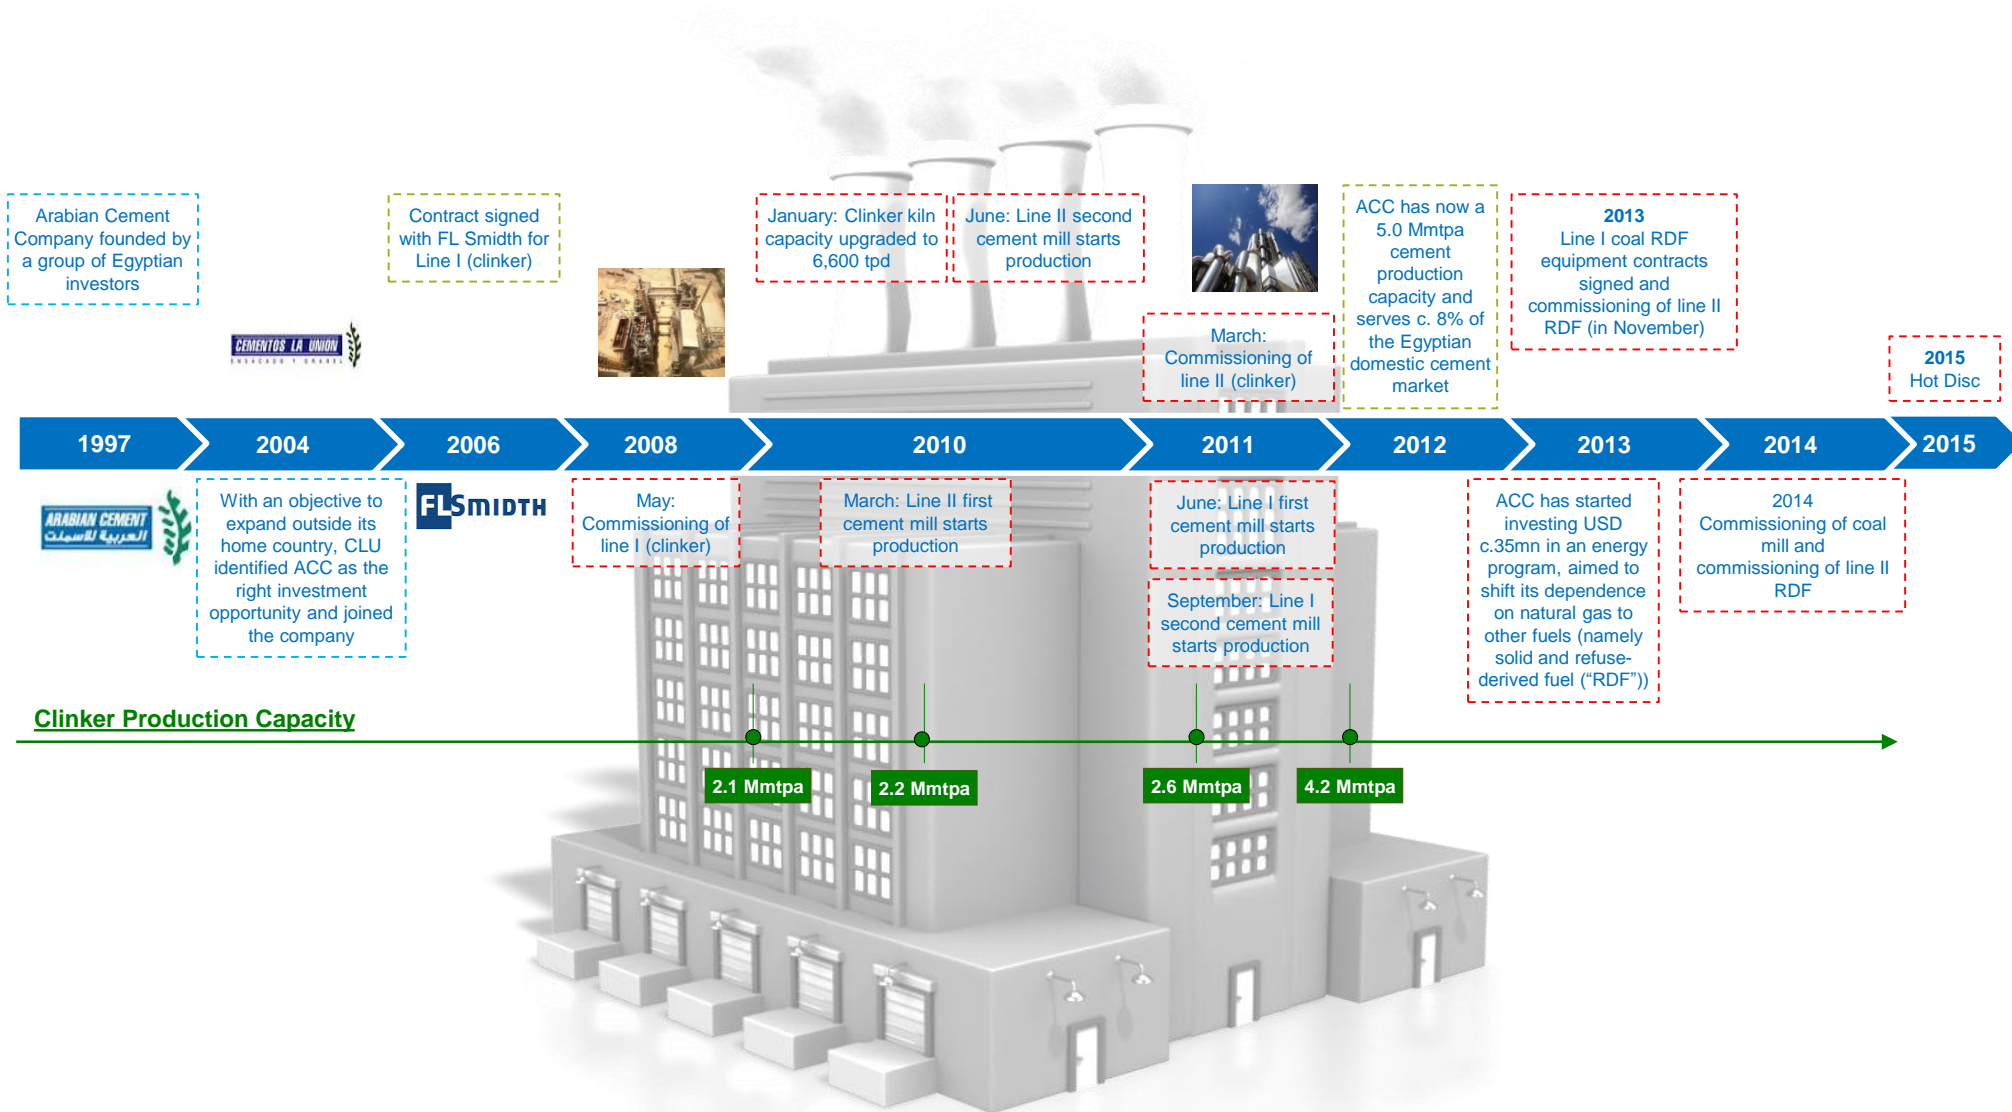 Arabian Cement
Company founded by
a group of Egyptian
investors
CEMENTOS LA UNION
ENSACADO Y GRANEL
Contract signed
with FL Smidth for
Line I (clinker)
January: Clinker kiln
capacity upgraded to
6,600 tpd
June: Line II second
cement mill starts
production
March:
Commissioning of
line II (clinker)
ACC has now a
5.0 Mmtpa
cement
production
capacity and
serves c. 8% of
the Egyptian
domestic cement
market
2013
Line I coal RDF
equipment contracts
signed and
commissioning of line II
RDF (in November)
2015
Hot Disc
1997
2004
2006
2008
2010
2011
2012
2013
2014
2015
ARABIAN CEMENT
العربية للأسمنت
With an objective to
expand outside its
home country, CLU
identified ACC as the
right investment
opportunity and joined
the company
FLSMIDTH
May:
Commissioning of
line I (clinker)
March: Line II first
cement mill starts
production
June: Line I first
cement mill starts
production
September: Line I
second cement mill
starts production
ACC has started
investing USD
c.35mn in an energy
program, aimed to
shift its dependence
on natural gas to
other fuels (namely
solid and refuse-
derived fuel (“RDF”))
2014
Commissioning of coal
mill and
commissioning of line II
RDF
Clinker Production Capacity
2.1 Mmtpa
2.2 Mmtpa
2.6 Mmtpa
4.2 Mmtpa